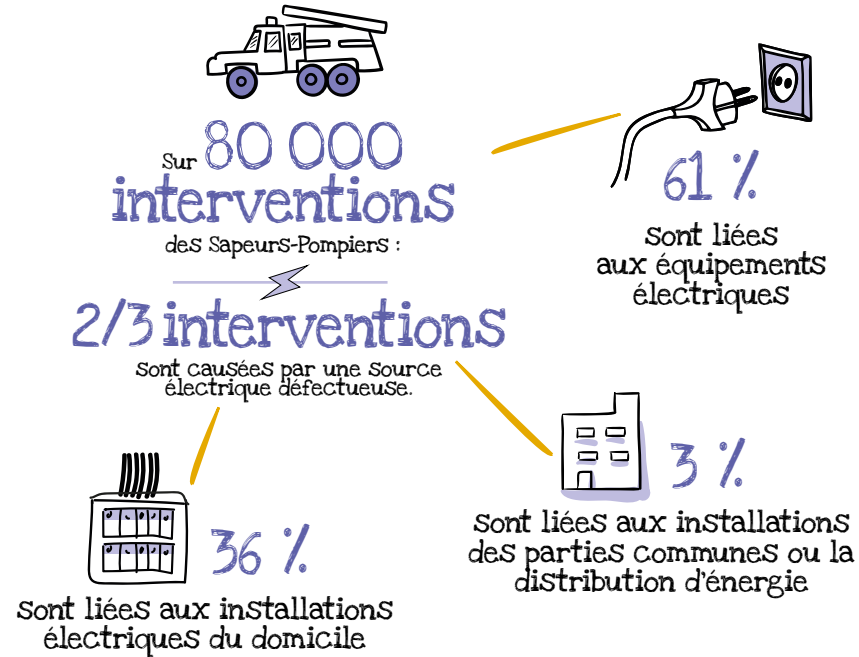 Sur 80 000
interventions
des Sapeurs-Pompiers :
2/3 interventions
sont causées par une source
électrique défectueuse.
61 %
sont liées
aux équipements
électriques
3 %
sont liées aux installations
des parties communes ou la
distribution d'énergie
36 %
sont liées aux installations
électriques du domicile